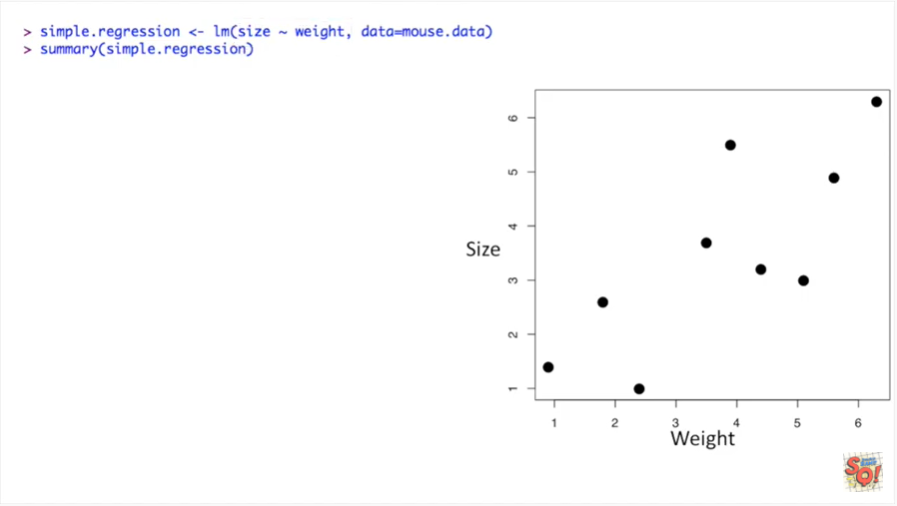 > simple.regression <- lm(size ~ weight, data=mouse.data)
> summary(simple.regression)
6
5
4
Size
3
2
1
1 2 3 4 5 6
Weight
SQ!